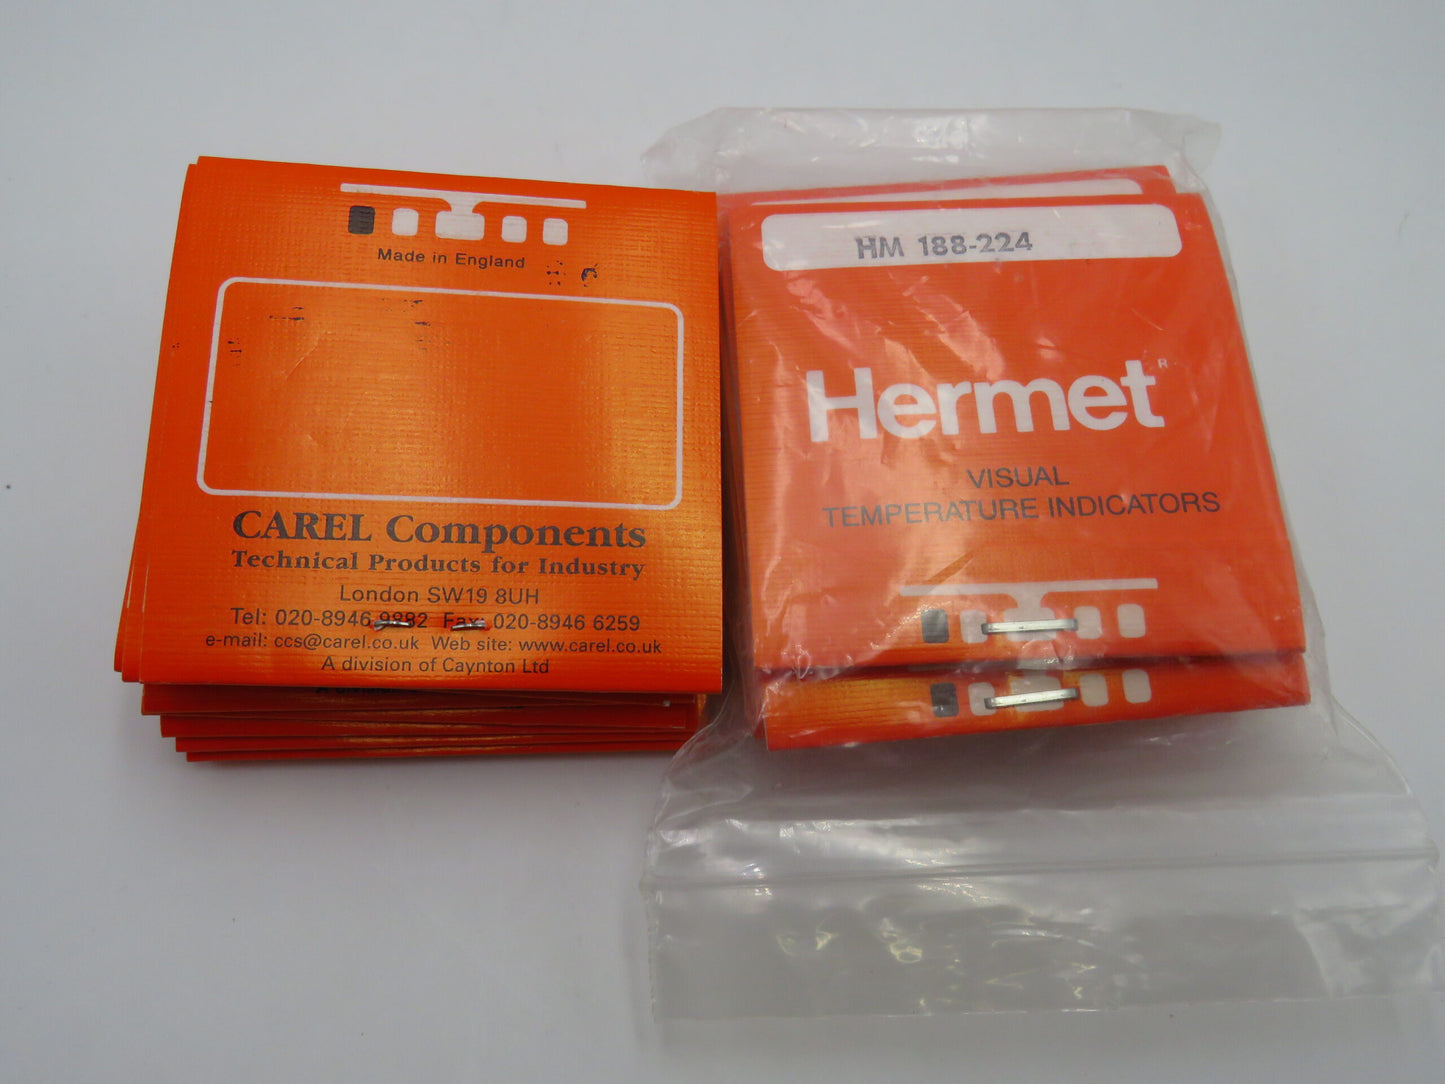 Made in England
CAREL Components
Technical Products for Industry
London SW19 8UH
Tel: 020-8946 9882 Fax: 020-8946 6259
e-mail: ccs@carel.co.uk Web site: www.carel.co.uk
A division of Caynton Ltd
HM 188-224
Hermet R
VISUAL
TEMPERATURE INDICATORS